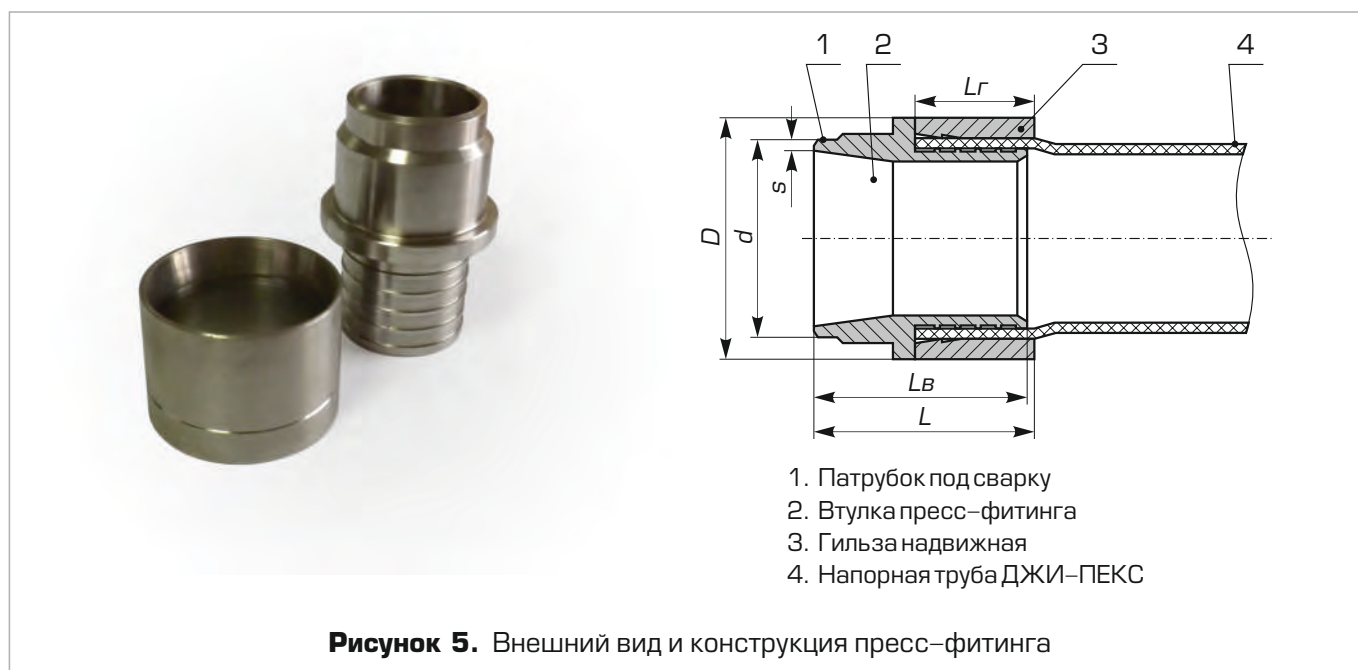 1 2 3 4
Lг
s
D
d
Lв
L
1. Патрубок под сварку
2. Втулка пресс-фитинга
3. Гильза надвижная
4. Напорная труба ДЖИ-ПЕКС
Рисунок 5. Внешний вид и конструкция пресс-фитинга